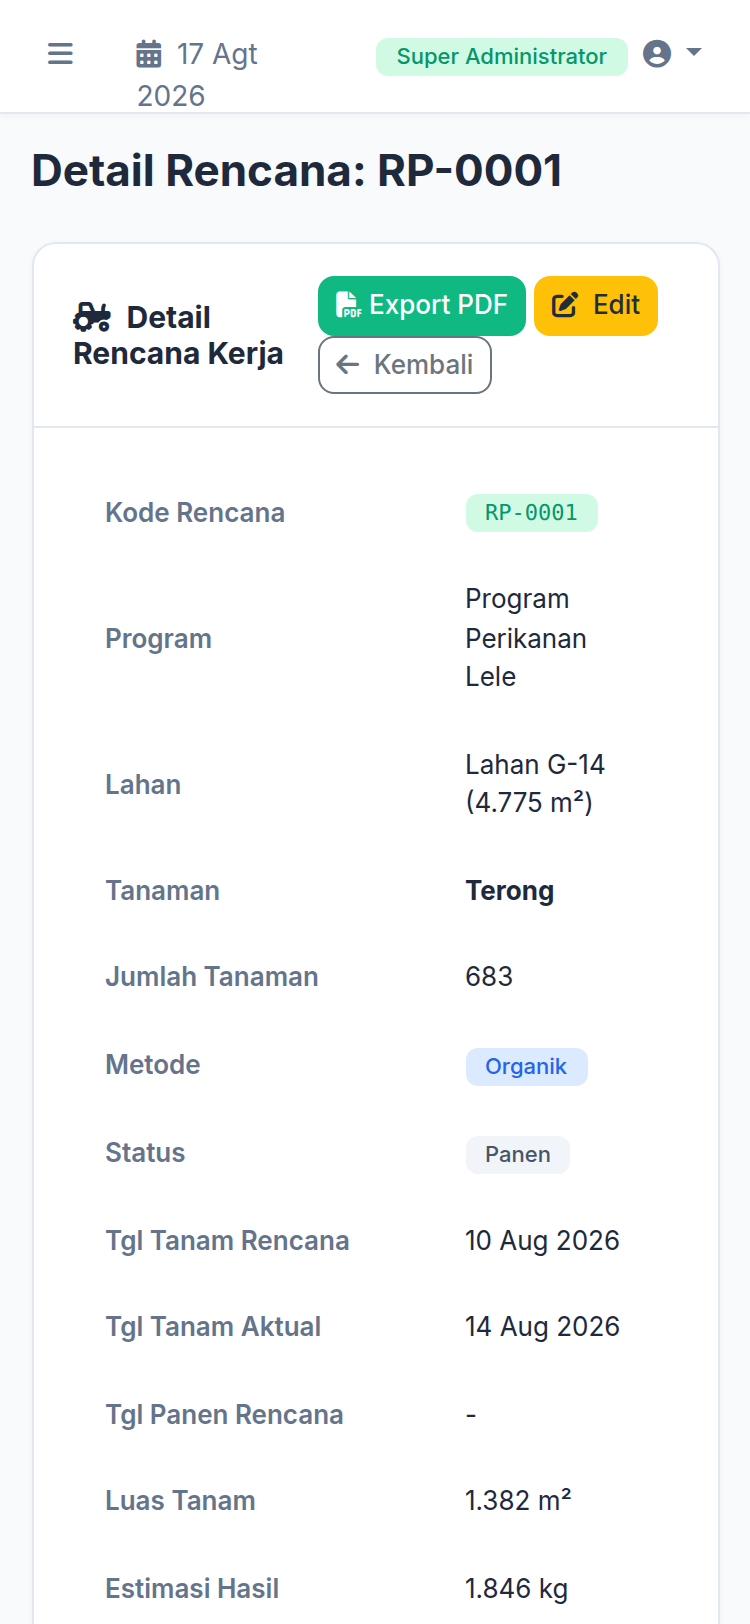 17 Agt
2026
Super Administrator
Detail Rencana: RP-0001
Detail
Rencana Kerja
Export PDF
Edit
Kembali
Kode Rencana
RP-0001
Program
Program
Perikanan
Lele
Lahan
Lahan G-14
(4.775 m²)
Tanaman
Terong
Jumlah Tanaman
683
Metode
Organik
Status
Panen
Tgl Tanam Rencana
10 Aug 2026
Tgl Tanam Aktual
14 Aug 2026
Tgl Panen Rencana
-
Luas Tanam
1.382 m²
Estimasi Hasil
1.846 kg